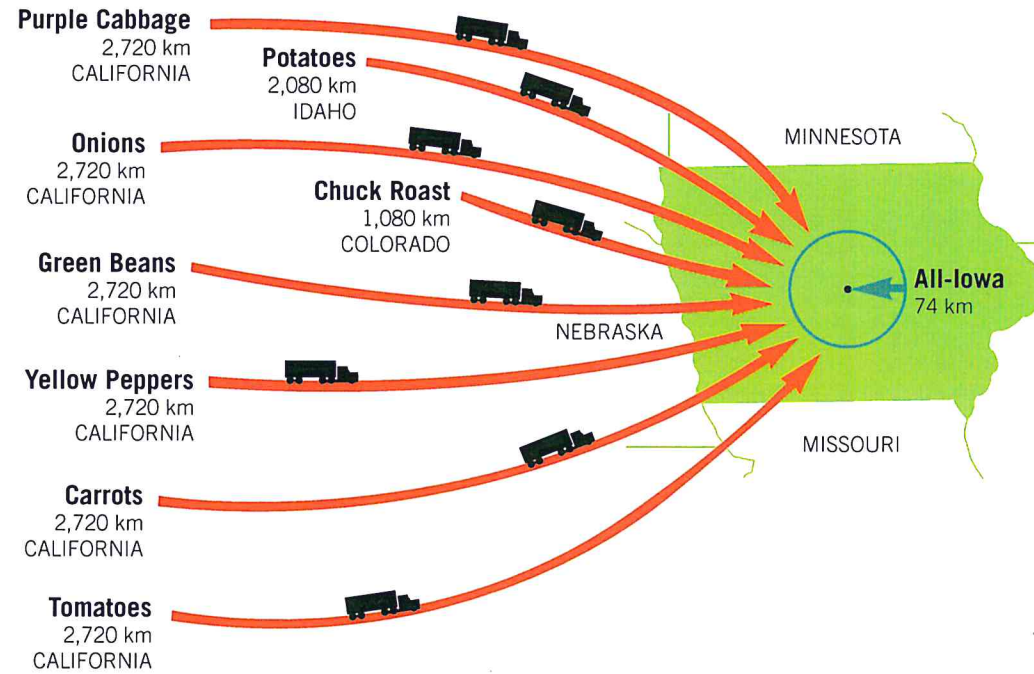 Purple Cabbage
2,720 km
CALIFORNIA
Potatoes
2,080 km
IDAHO
Onions
2,720 km
CALIFORNIA
Chuck Roast
1,080 km
COLORADO
Green Beans
2,720 km
CALIFORNIA
Yellow Peppers
2,720 km
CALIFORNIA
Carrots
2,720 km
CALIFORNIA
Tomatoes
2,720 km
CALIFORNIA
MINNESOTA
All-Iowa
74 km
NEBRASKA
MISSOURI